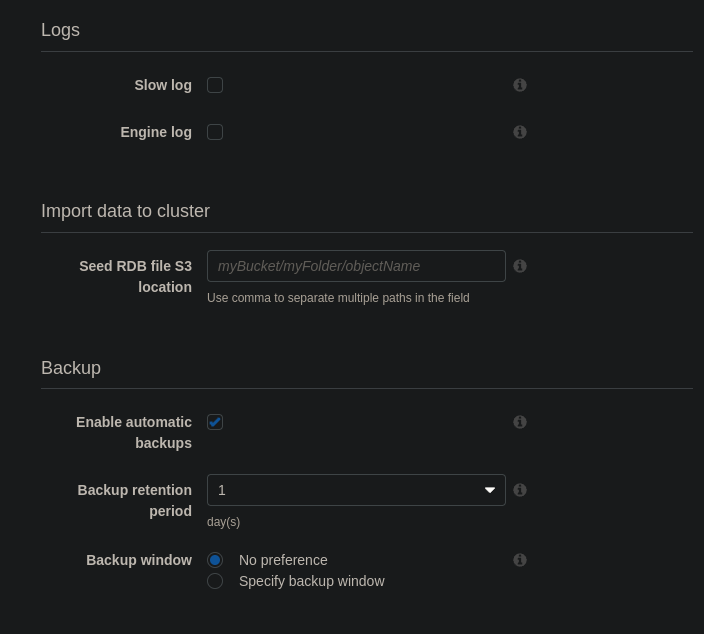 Logs
Slow log
Engine log
Import data to cluster
Seed RDB file S3
location
myBucket/myFolder/objectName
Use comma to separate multiple paths in the field
Backup
Enable automatic
backups
Backup retention
period
1
day(s)
Backup window
No preference
Specify backup window